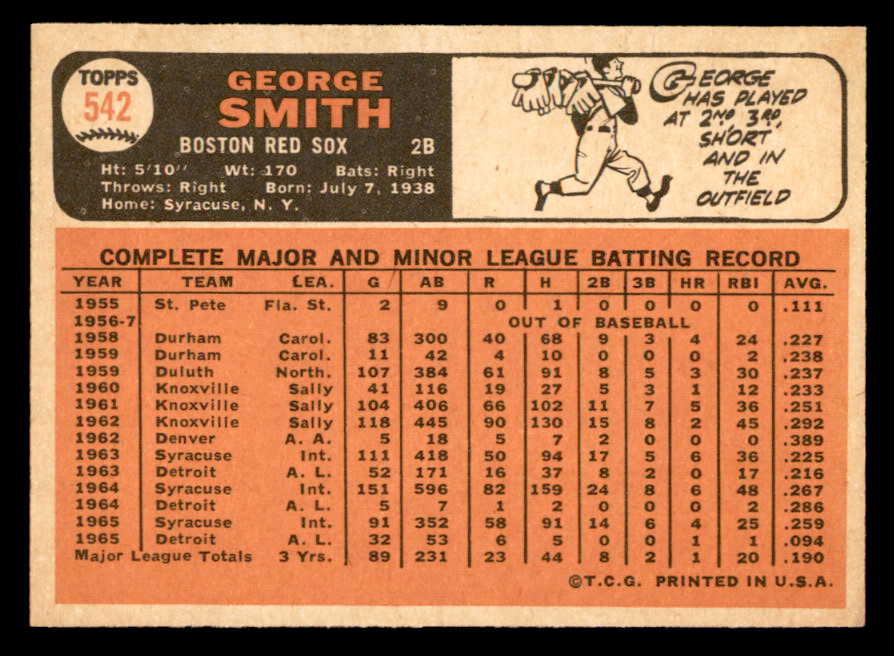 TOPPS
542
GEORGE
SMITH
BOSTON RED SOX 2B
Ht: 5/10" Wt: 170 Bats: Right
Throws: Right Born: July 7, 1938
Home: Syracuse, N. Y.
GEORGE
HAS PLAYED
AT 2ND, 3RD,
SHORT
AND IN
THE
OUTFIELD
COMPLETE MAJOR AND MINOR LEAGUE BATTING RECORD
YEAR TEAM LEA. G AB R H 2B 3B HR RBI AVG.
1955 St. Pete Fla. St. 2 9 0 1 0 0 0 0 .111
1956-7 OUT OF BASEBALL
1958 Durham Carol. 83 300 40 68 9 3 4 24 .227
1959 Durham Carol. 11 42 4 10 0 0 0 2 .238
1959 Duluth North. 107 384 61 91 8 5 3 30 .237
1960 Knoxville Sally 41 116 19 27 5 3 1 12 .233
1961 Knoxville Sally 104 406 66 102 11 7 5 36 .251
1962 Knoxville Sally 118 445 90 130 15 8 2 45 .292
1962 Denver A. A. 5 18 5 7 2 0 0 0 .389
1963 Syracuse Int. 111 418 50 94 17 5 6 36 .225
1963 Detroit A. L. 52 171 16 37 8 2 0 17 .216
1964 Syracuse Int. 151 596 82 159 24 8 6 48 .267
1964 Detroit A. L. 5 7 1 2 0 0 0 2 .286
1965 Syracuse Int. 91 352 58 91 14 6 4 25 .259
1965 Detroit A. L. 32 53 6 5 0 0 1 1 .094
Major League Totals 3 Yrs. 89 231 23 44 8 2 1 20 .190
©T.C.G. PRINTED IN U.S.A.